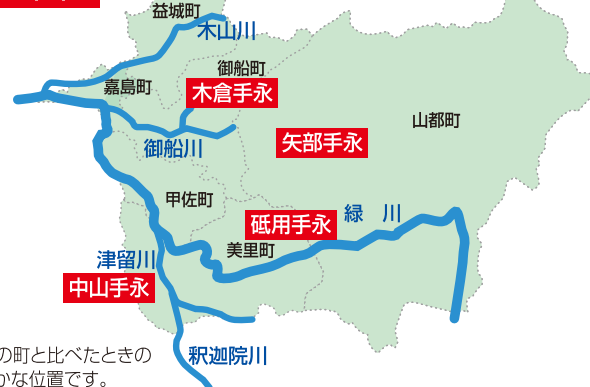 益城町
木山川
御船町
嘉島町
木倉手永
山都町
矢部手永
御船川
甲佐町
緑　川
砥用手永
美里町
津留川
中山手永
の町と比べたときの
釈迦院川
かな位置です。